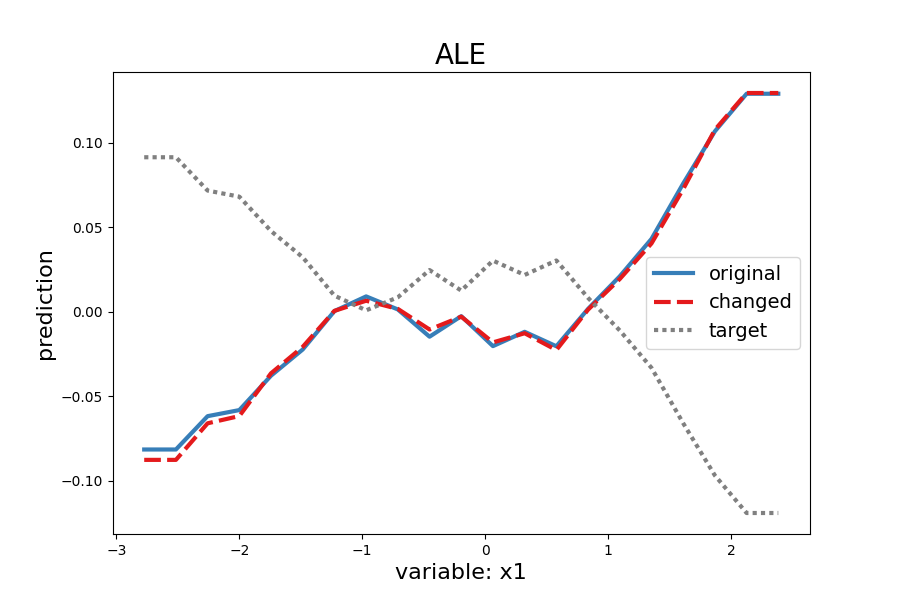 ALE
prediction
0.10
0.05
0.00
−0.05
−0.10
original
changed
target
−3
−2
−1
0
1
2
variable: x1